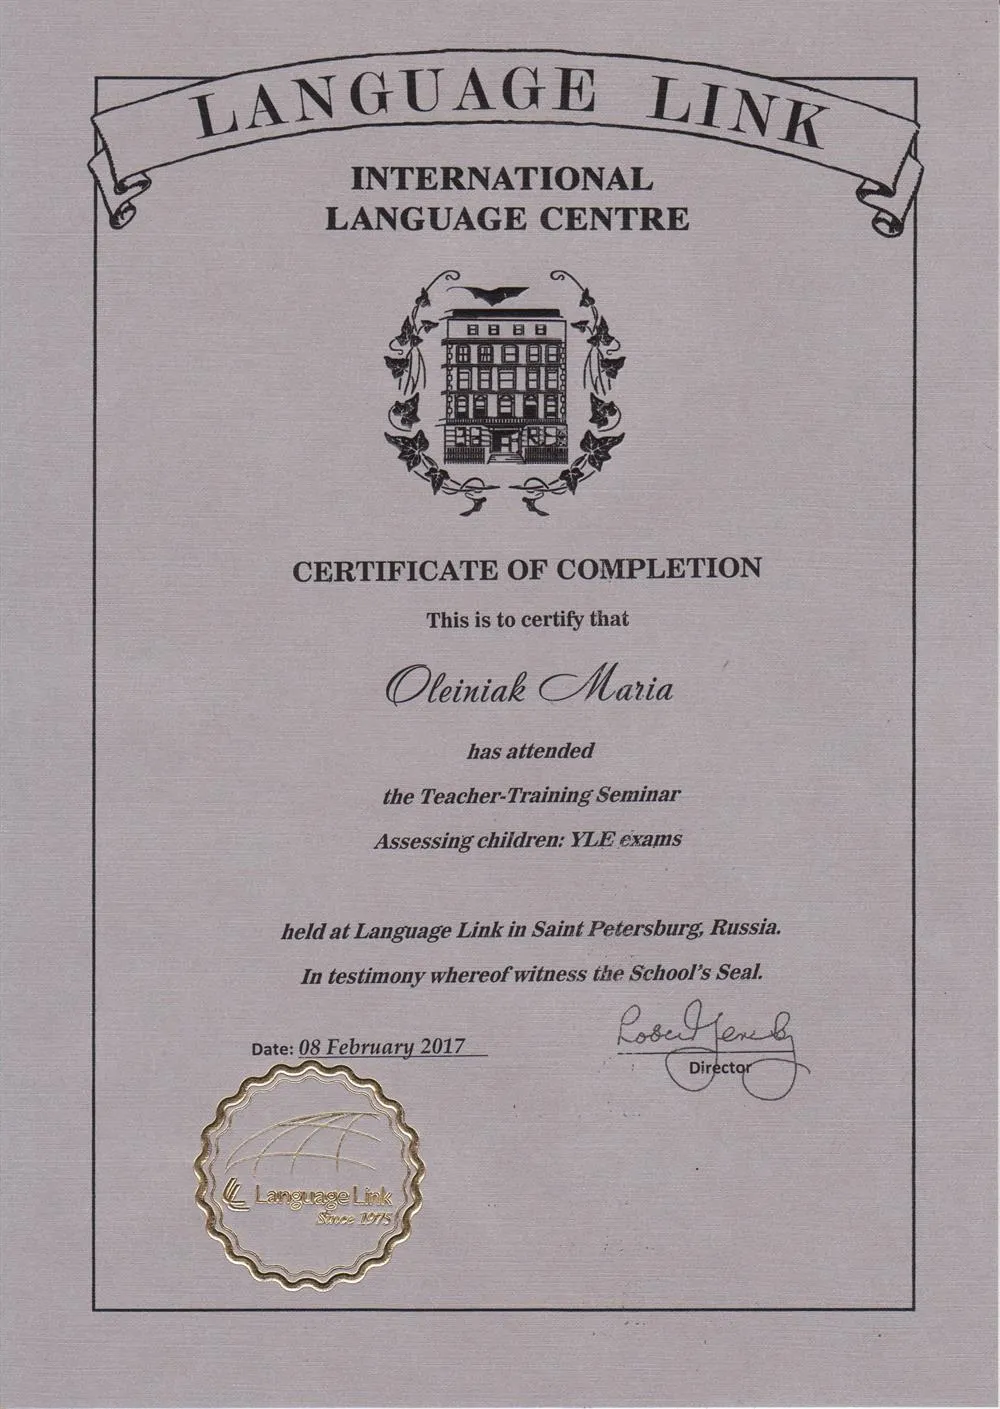 LANGUAGE LINK
INTERNATIONAL
LANGUAGE CENTRE
CERTIFICATE OF COMPLETION
This is to certify that
Oleiniak Maria
has attended
the Teacher-Training Seminar
Assessing children: YLE exams
held at Language Link in Saint Petersburg, Russia.
In testimony whereof witness the School's Seal.
Date: 08 February 2017
Director
Language Link
Since 1975